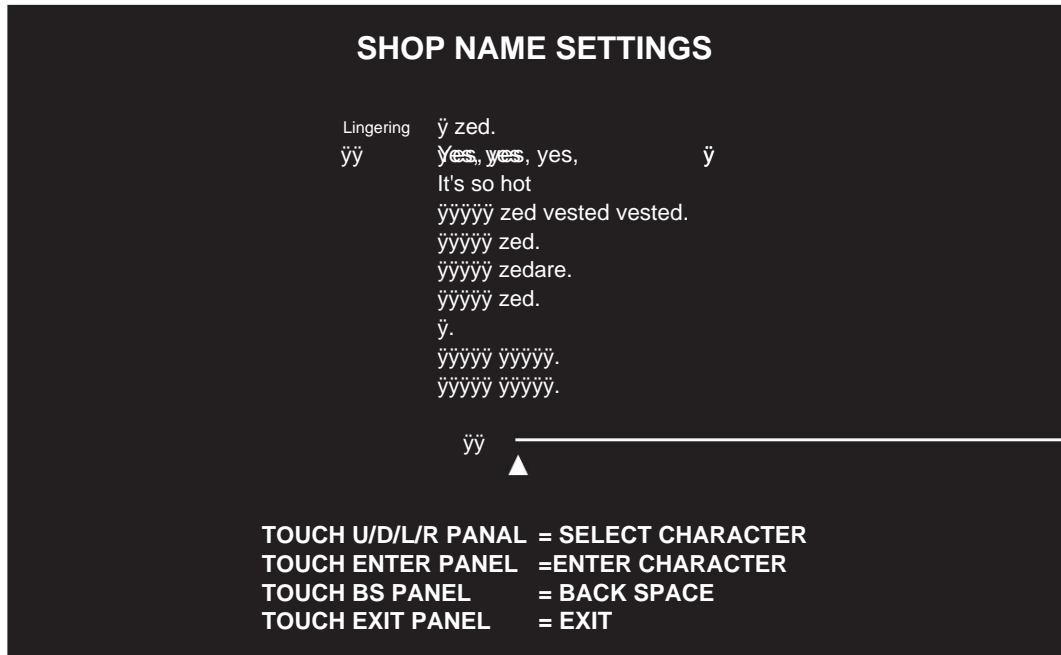 SHOP NAME SETTINGS
Lingering ÿ zed.
ÿÿ Yes, yes, yes, ÿ
It's so hot
ÿÿÿÿÿ zed vested vested.
ÿÿÿÿÿ zed.
ÿÿÿÿÿ zedare.
ÿÿÿÿÿ zed.
ÿ.
ÿÿÿÿÿ ÿÿÿÿÿ.
ÿÿÿÿÿ ÿÿÿÿÿ.
ÿÿ
TOUCH U/D/L/R PANAL = SELECT CHARACTER
TOUCH ENTER PANEL =ENTER CHARACTER
TOUCH BS PANEL = BACK SPACE
TOUCH EXIT PANEL = EXIT